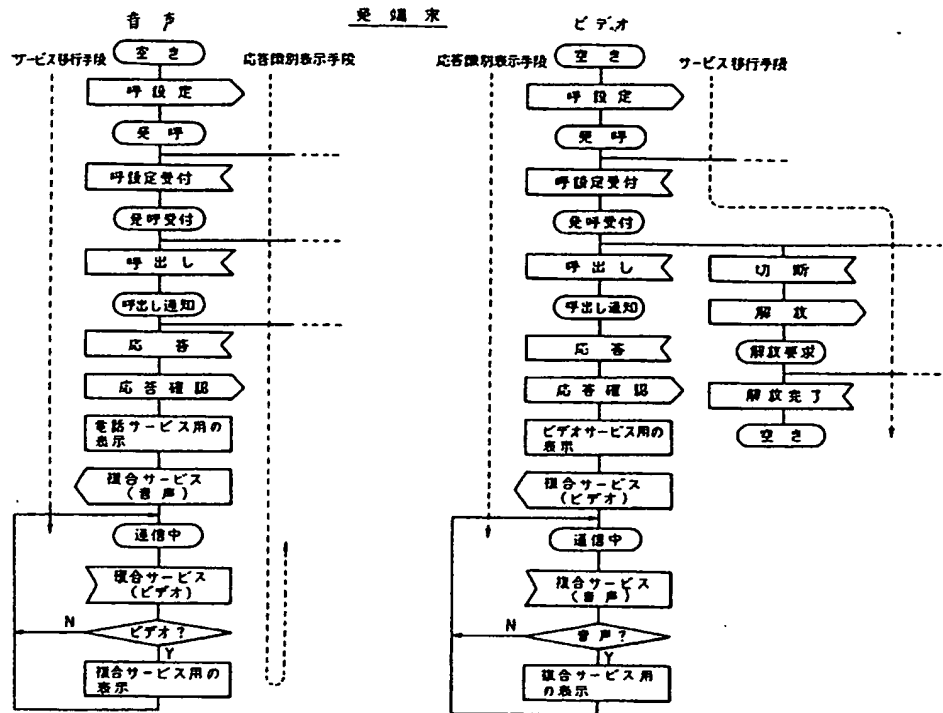 発端末
音声
サービス移行手段
応答識別表示手段
空き
呼設定
発呼
呼設定受付
発呼受付
呼出し
呼出し通知
応答
応答確認
電話サービス用の
表示
複合サービス
(音声)
通信中
複合サービス
(ビデオ)
ビデオ?
N
Y
複合サービス用の
表示
ビデオ
応答識別表示手段
サービス移行手段
空き
呼設定
発呼
呼設定受付
発呼受付
呼出し
呼出し通知
応答
応答確認
ビデオサービス用の
表示
複合サービス
(ビデオ)
通信中
複合サービス
(音声)
音声?
N
Y
複合サービス用
の表示
切断
解放
解放要求
解放完了
空き